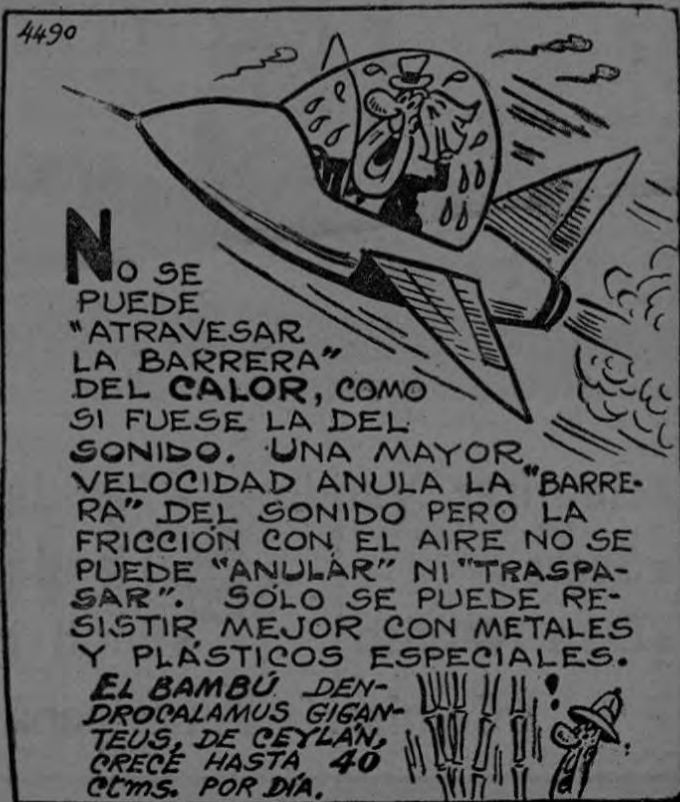 4490
NO SE
PUEDE
"ATRAVESAR
LA BARRERA"
DEL CALOR, COMO
SI FUESE LA DEL
SONIDO. UNA MAYOR
VELOCIDAD ANULA LA "BARRE-
RA" DEL SONIDO PERO LA
FRICCIÓN CON EL AIRE NO SE
PUEDE "ANULAR" NI "TRASPA-
SAR". SÓLO SE PUEDE RE-
SISTIR MEJOR CON METALES
Y PLÁSTICOS ESPECIALES.
EL BAMBÚ DEN-
DROCALAMUS GIGAN-
TEUS, DE CEYLÁN,
CRECE HASTA 40
Ctms. POR DÍA.
!